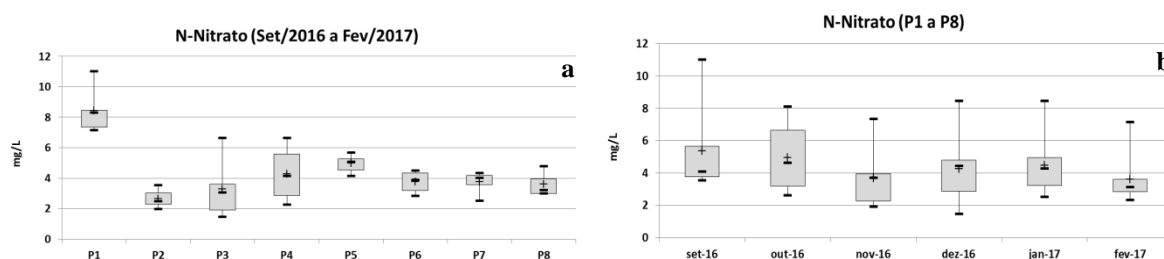 N-Nitrato (Set/2016 a Fev/2017)
a
mg/L
12
10
8
6
4
2
0
P1 P2 P3 P4 P5 P6 P7 P8
N-Nitrato (P1 a P8)
b
mg/L
12
10
8
6
4
2
0
set-16 out-16 nov-16 dez-16 jan-17 fev-17